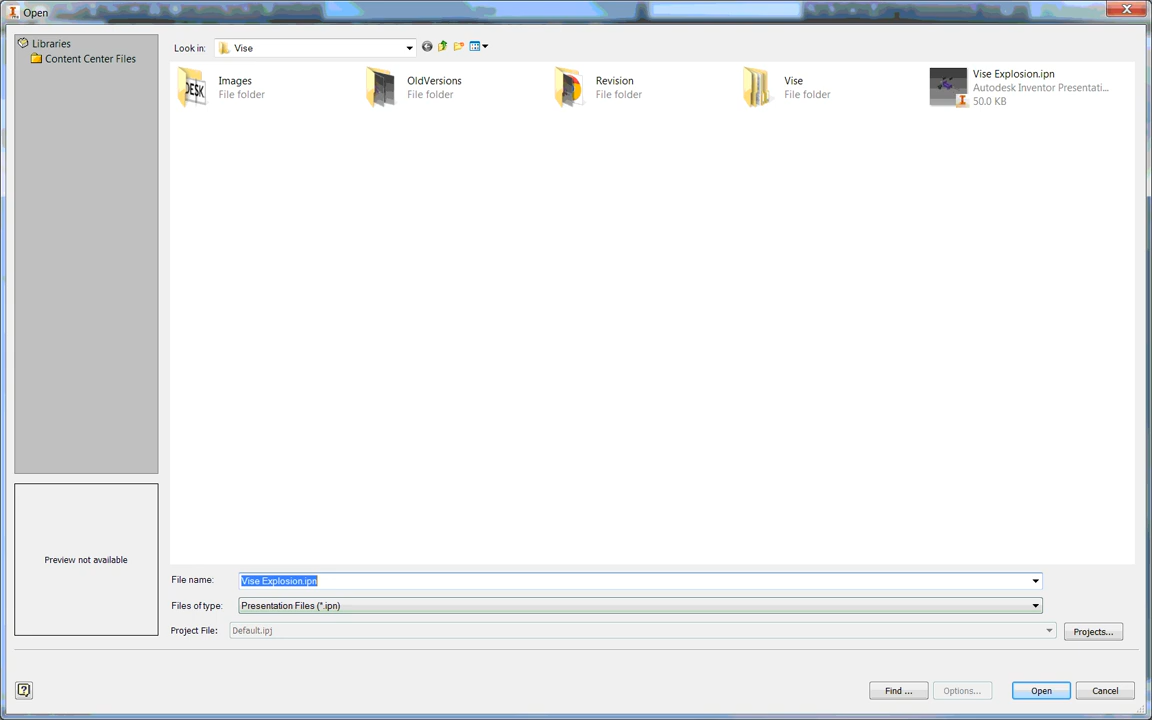 Open
Libraries
Content Center Files
Look in: Vise
Images
File folder
OldVersions
File folder
Revision
File folder
Vise
File folder
Vise Explosion.ipn
Autodesk Inventor Presentati...
50.0 KB
DESK
Preview not available
File name: Vise Explosion.ipn
Files of type: Presentation Files (*.ipn)
Project File: Default.ipj
Projects...
Find ...
Options...
Open
Cancel